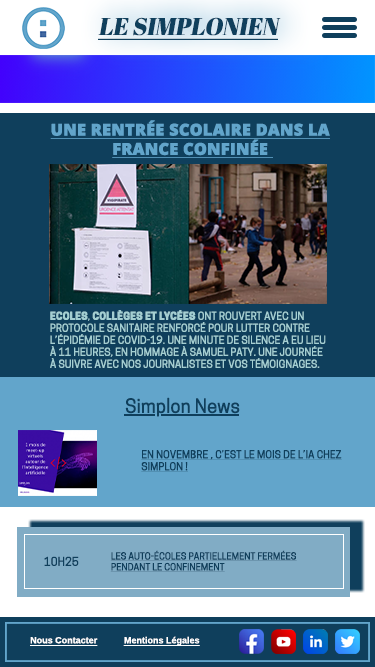 LE SIMPLONIEN
UNE RENTRÉE SCOLAIRE DANS LA
FRANCE CONFINÉE
VIGIPIRATE
URGENCE ATTENTAT
ECOLES, COLLÈGES ET LYCÉES ONT ROUVERT AVEC UN
PROTOCOLE SANITAIRE RENFORCÉ POUR LUTTER CONTRE
L'ÉPIDÉMIE DE COVID-19. UNE MINUTE DE SILENCE A EU LIEU
À 11 HEURES, EN HOMMAGE À SAMUEL PATY. UNE JOURNÉE
À SUIVRE AVEC NOS JOURNALISTES ET VOS TÉMOIGNAGES.
Simplon News
1 mois de
meet-up
virtuels
autour de
l'intelligence
artificielle
EN NOVEMBRE , C'EST LE MOIS DE L'IA CHEZ
SIMPLON !
10H25
LES AUTO-ÉCOLES PARTIELLEMENT FERMÉES
PENDANT LE CONFINEMENT
Nous Contacter
Mentions Légales